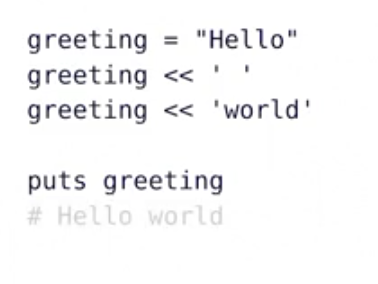 greeting = "Hello"
greeting << ' '
greeting << 'world'
puts greeting
# Hello world